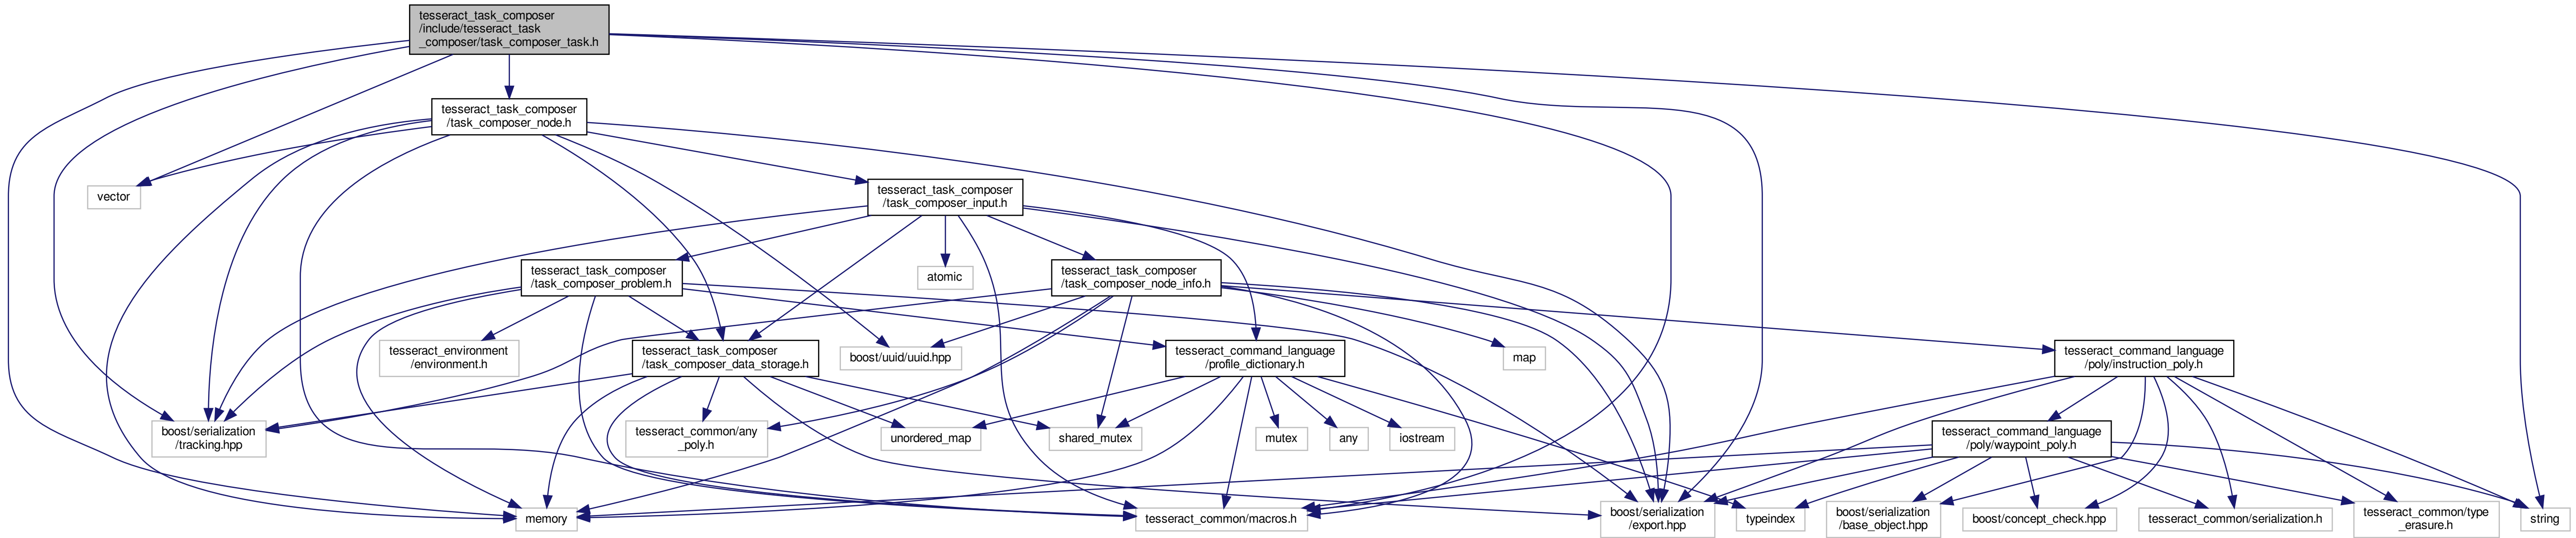 tesseract_task_composer
/include/tesseract_task
_composer/task_composer_task.h
tesseract_task_composer
/task_composer_node.h
vector
tesseract_task_composer
/task_composer_input.h
tesseract_task_composer
/task_composer_problem.h
atomic
tesseract_task_composer
/task_composer_node_info.h
tesseract_environment
/environment.h
tesseract_task_composer
/task_composer_data_storage.h
boost/uuid/uuid.hpp
tesseract_command_language
/profile_dictionary.h
map
tesseract_command_language
/poly/instruction_poly.h
boost/serialization
/tracking.hpp
tesseract_common/any
_poly.h
unordered_map
shared_mutex
mutex
any
iostream
tesseract_command_language
/poly/waypoint_poly.h
memory
tesseract_common/macros.h
boost/serialization
/export.hpp
typeindex
boost/serialization
/base_object.hpp
boost/concept_check.hpp
tesseract_common/serialization.h
tesseract_common/type
_erasure.h
string